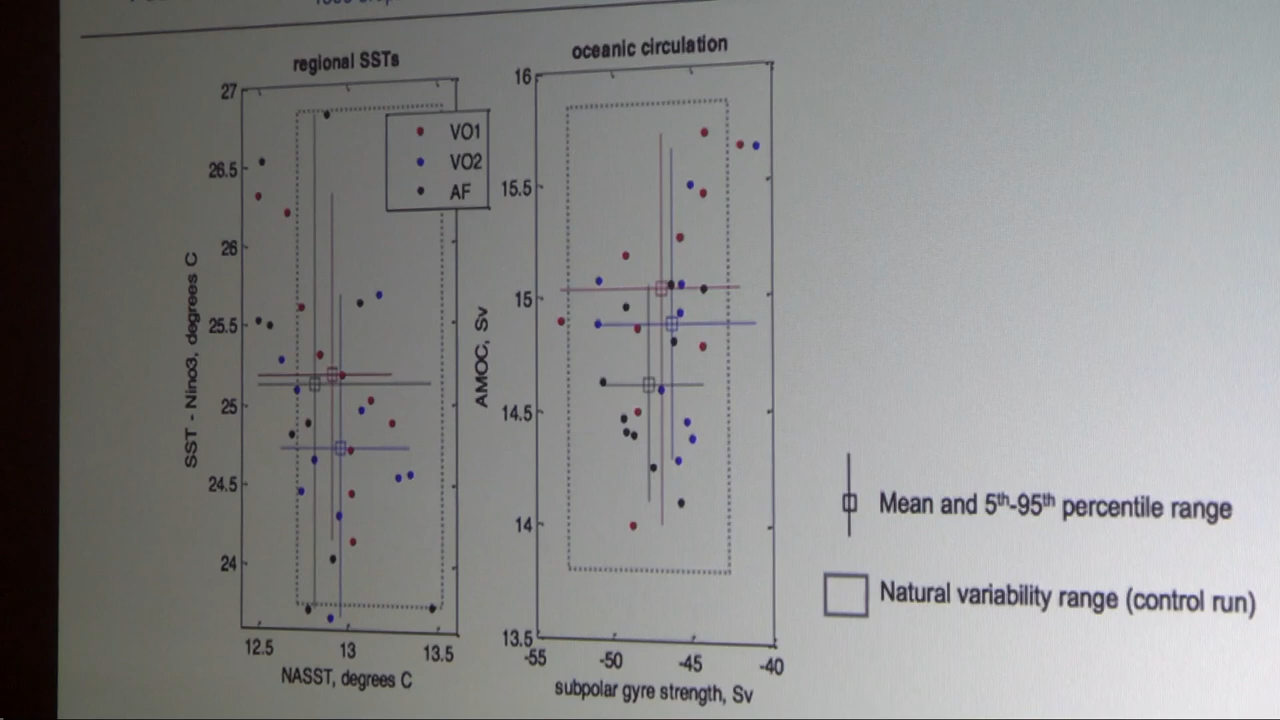 regional SSTs
oceanic circulation
27
26.5
26
25.5
25
24.5
24
SST - Nino3, degrees C
12.5
13
13.5
NASST, degrees C
VO1
VO2
AF
16
15.5
15
14.5
14
13.5
AMOC, Sv
-55
-50
-45
-40
subpolar gyre strength, Sv
Mean and 5th-95th percentile range
Natural variability range (control run)